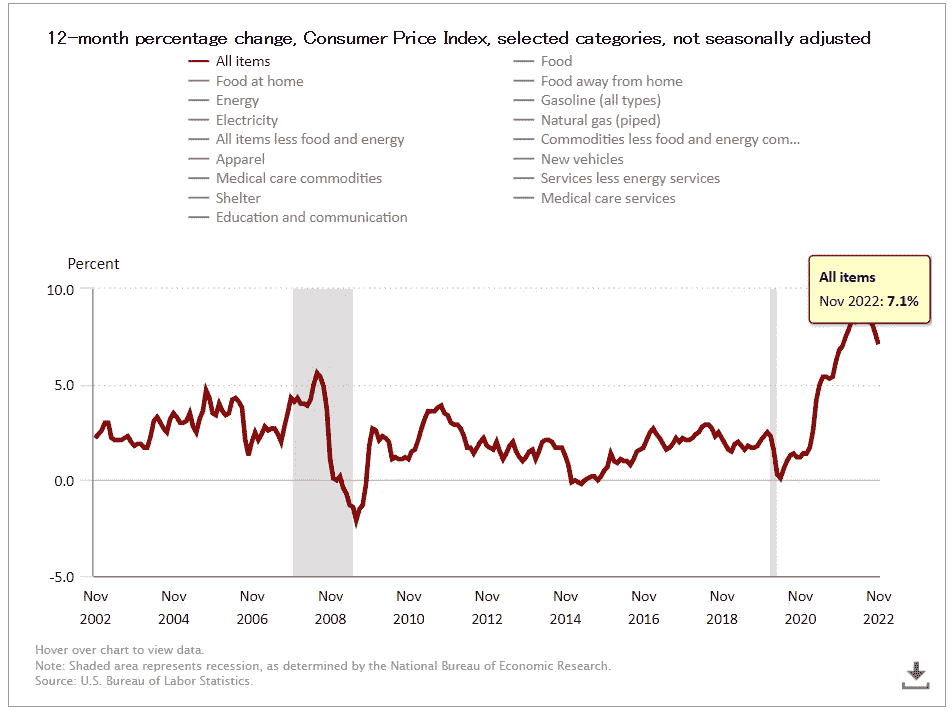 12-month percentage change, Consumer Price Index, selected categories, not seasonally adjusted
All items
Food
Food at home
Food away from home
Energy
Gasoline (all types)
Electricity
Natural gas (piped)
All items less food and energy
Commodities less food and energy com...
Apparel
New vehicles
Medical care commodities
Services less energy services
Shelter
Medical care services
Education and communication
Percent
All items
Nov 2022: 7.1%
10.0
5.0
0.0
-5.0
Nov Nov Nov Nov Nov Nov Nov Nov Nov Nov Nov
2002 2004 2006 2008 2010 2012 2014 2016 2018 2020 2022
Hover over chart to view data.
Note: Shaded area represents recession, as determined by the National Bureau of Economic Research.
Source: U.S. Bureau of Labor Statistics.